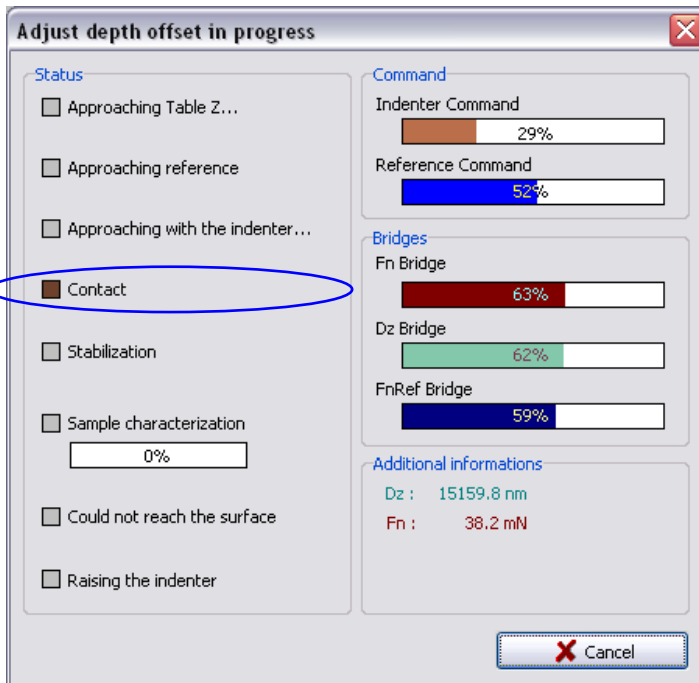 Adjust depth offset in progress
Status
Approaching Table Z...
Approaching reference
Approaching with the indenter...
Contact
Stabilization
Sample characterization
0%
Could not reach the surface
Raising the indenter
Command
Indenter Command
29%
Reference Command
52%
Bridges
Fn Bridge
63%
Dz Bridge
62%
FnRef Bridge
59%
Additional informations
Dz : 15159.8 nm
Fn : 38.2 mN
Cancel